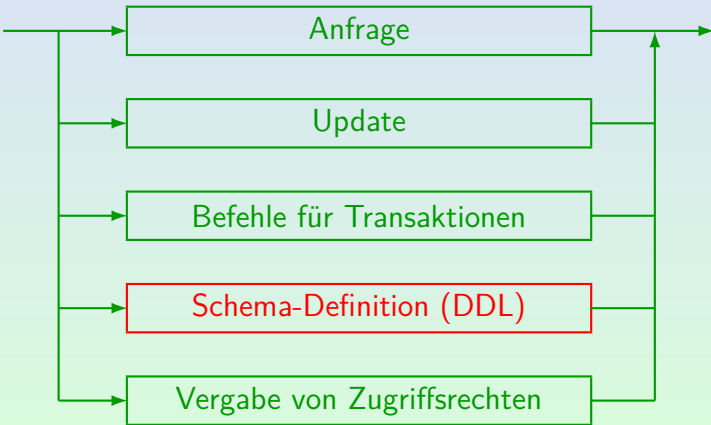 Anfrage
Update
Befehle für Transaktionen
Schema-Definition (DDL)
Vergabe von Zugriffsrechten